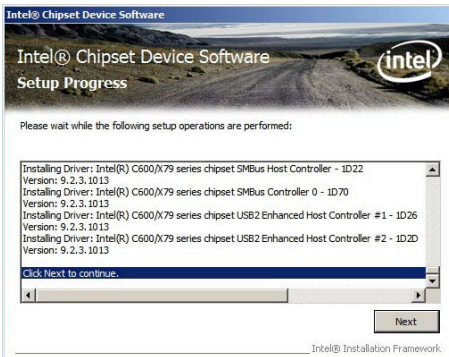 Intel® Chipset Device Software
Intel® Chipset Device Software
intel
Setup Progress
Please wait while the following setup operations are performed:
Installing Driver: Intel(R) C600/X79 series chipset SMBus Host Controller - 1D22
Version: 9.2.3.1013
Installing Driver: Intel(R) C600/X79 series chipset SMBus Controller 0 - 1D70
Version: 9.2.3.1013
Installing Driver: Intel(R) C600/X79 series chipset USB2 Enhanced Host Controller #1 - 1D26
Version: 9.2.3.1013
Installing Driver: Intel(R) C600/X79 series chipset USB2 Enhanced Host Controller #2 - 1D2D
Version: 9.2.3.1013
Click Next to continue.
Next
Intel® Installation Framework